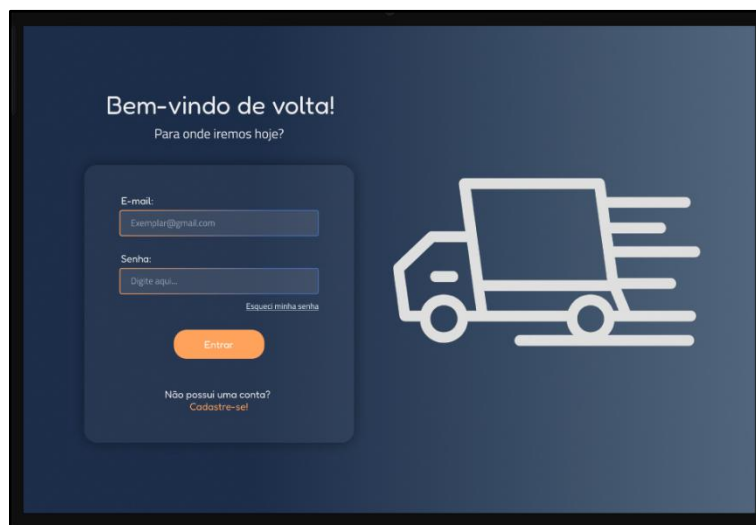 Bem-vindo de volta!
Para onde iremos hoje?
E-mail:
Exemplar@gmail.com
Senha:
Digite aqui...
Esqueci minha senha
Entrar
Não possui uma conta?
Cadastre-se!